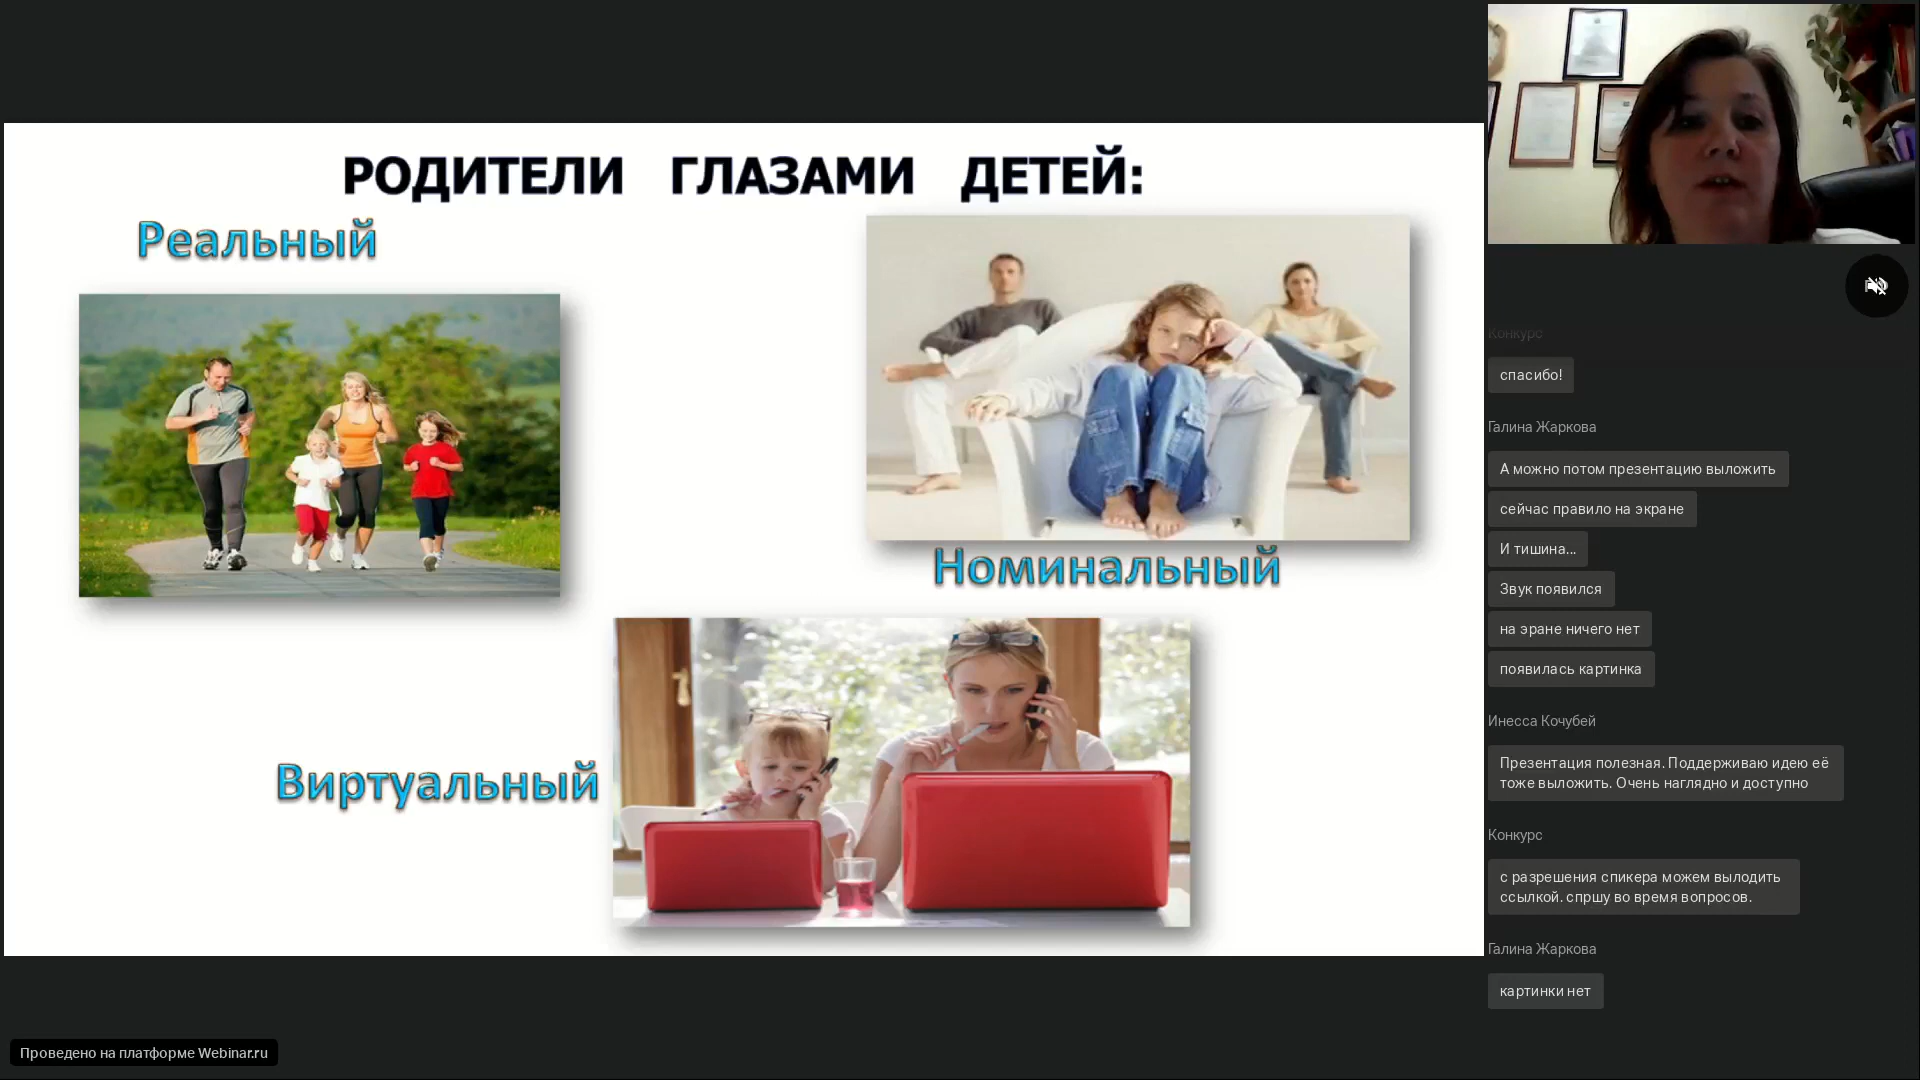 РОДИТЕЛИ ГЛАЗАМИ ДЕТЕЙ:
Реальный
Номинальный
Виртуальный
Конкурс
спасибо!
Галина Жаркова
А можно потом презентацию выложить
сейчас правило на экране
И тишина...
Звук появился
на эране ничего нет
появилась картинка
Инесса Кочубей
Презентация полезная. Поддерживаю идею её
тоже выложить. Очень наглядно и доступно
Конкурс
с разрешения спикера можем вылодить
ссылкой. спршу во время вопросов.
Галина Жаркова
картинки нет
Проведено на платформе Webinar.ru